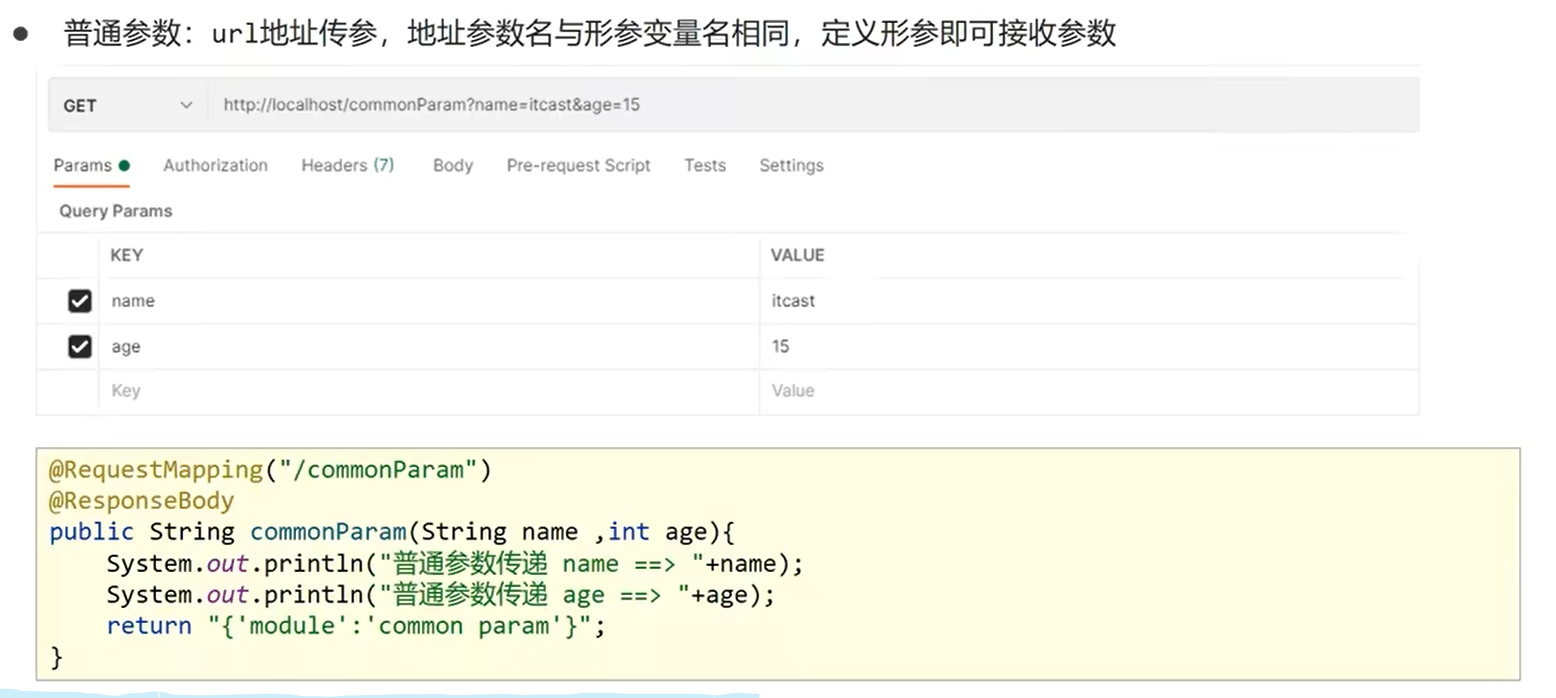 ● 普通参数：url地址传参，地址参数名与形参变量名相同，定义形参即可接收参数
GET http://localhost/commonParam?name=itcast&age=15
Params Authorization Headers (7) Body Pre-request Script Tests Settings
Query Params
KEY VALUE
name itcast
age 15
Key Value
@RequestMapping("/commonParam")
@ResponseBody
public String commonParam(String name ,int age){
    System.out.println("普通参数传递 name ==> "+name);
    System.out.println("普通参数传递 age ==> "+age);
    return "{'module':'common param'}";
}